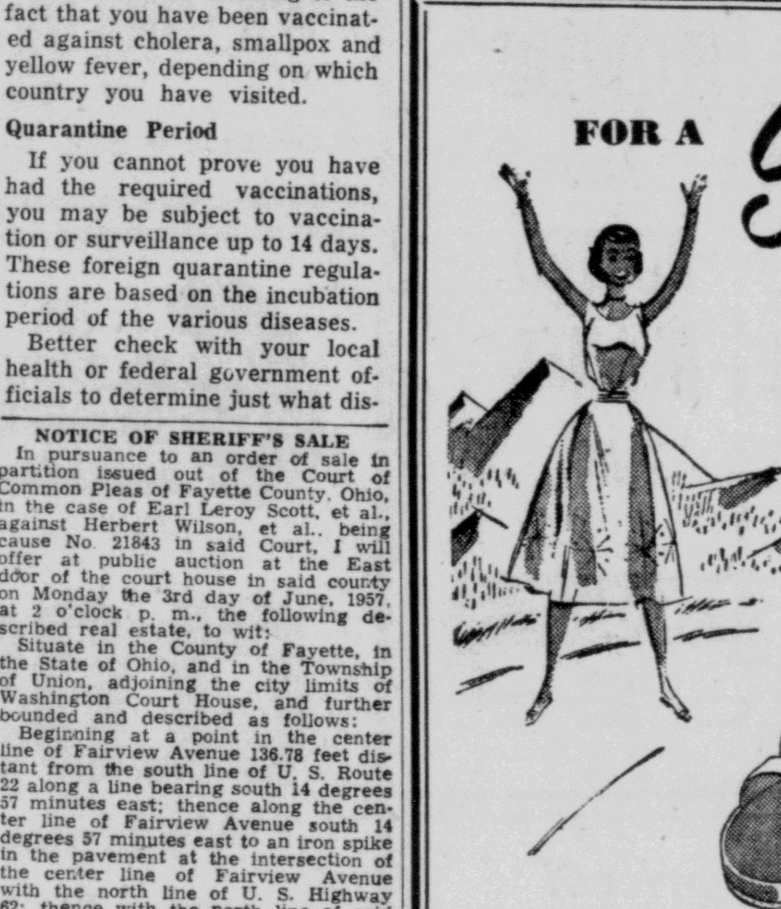 fact that you have been vaccinat-
ed against cholera, smallpox and
yellow fever, depending on which
country you have visited.
Quarantine Period
If you cannot prove you have
had the required vaccinations,
you may be subject to vaccina-
tion or surveillance up to 14 days.
These foreign quarantine regula-
tions are based on the incubation
period of the various diseases.
Better check with your local
health or federal government of-
ficials to determine just what dis-
NOTICE OF SHERIFF'S SALE
In pursuance to an order of sale in
partition issued out of the Court of
Common Pleas of Fayette County, Ohio,
in the case of Earl Leroy Scott, et al.,
against Herbert Wilson, et al., being
cause No. 21843 in said Court, I will
offer at public auction at the East
door of the court house in said county
on Monday the 3rd day of June, 1957,
at 2 o'clock p. m., the following de-
scribed real estate, to wit:
Situate in the County of Fayette, in
the State of Ohio, and in the Township
of Union, adjoining the city limits of
Washington Court House, and further
bounded and described as follows:
Beginning at a point in the center
line of Fairview Avenue 136.78 feet dis-
tant from the south line of U. S. Route
22 along a line bearing south 14 degrees
57 minutes east; thence along the cen-
ter line of Fairview Avenue south 14
degrees 57 minutes east to an iron spike
in the pavement at the intersection of
the center line of Fairview Avenue
with the north line of U. S. Highway
62; thence with the north line of said
FOR A